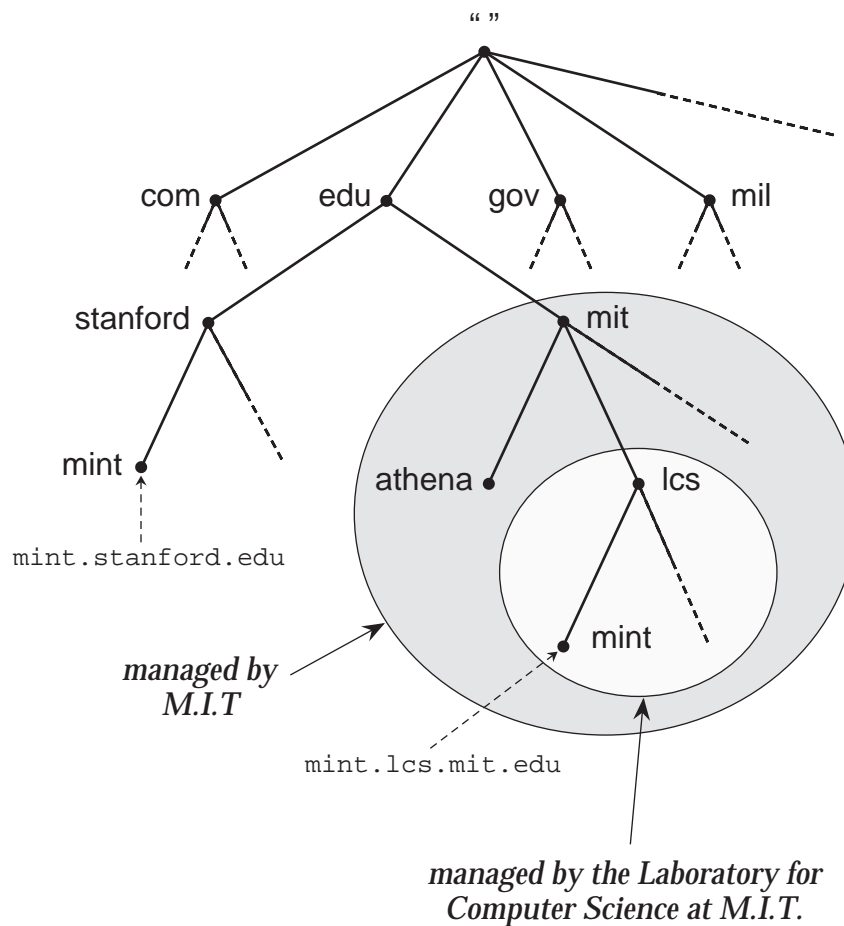 “ ”
com
edu
gov
mil
stanford
mit
mint
athena
lcs
mint.stanford.edu
mint
managed by
M.I.T
mint.lcs.mit.edu
managed by the Laboratory for
Computer Science at M.I.T.